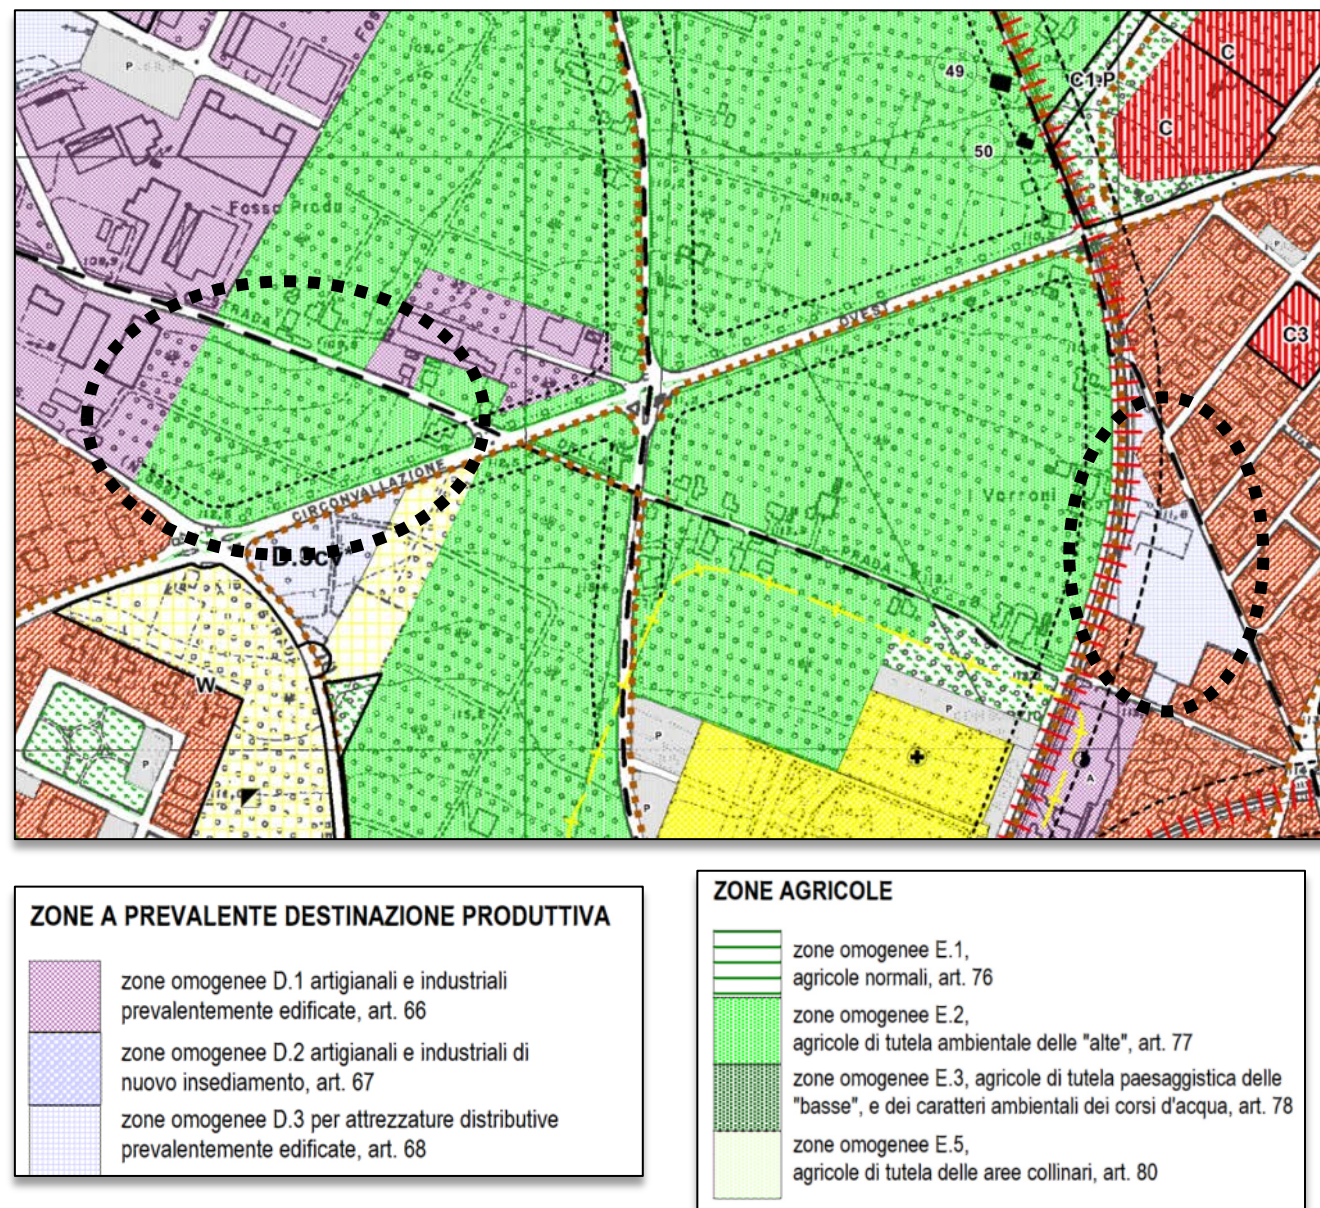 P
49
50
C1.P
C
C
P
C3
Fosso Produ
OVEST
RADA
CIRCONVALLAZIONE
D.3cv*
I Varroni
RADA
W
P
P
P
P
A
ZONE A PREVALENTE DESTINAZIONE PRODUTTIVA
zone omogenee D.1 artigianali e industriali
prevalentemente edificate, art. 66
zone omogenee D.2 artigianali e industriali di
nuovo insediamento, art. 67
zone omogenee D.3 per attrezzature distributive
prevalentemente edificate, art. 68
ZONE AGRICOLE
zone omogenee E.1,
agricole normali, art. 76
zone omogenee E.2,
agricole di tutela ambientale delle "alte", art. 77
zone omogenee E.3, agricole di tutela paesaggistica delle
"basse", e dei caratteri ambientali dei corsi d'acqua, art. 78
zone omogenee E.5,
agricole di tutela delle aree collinari, art. 80